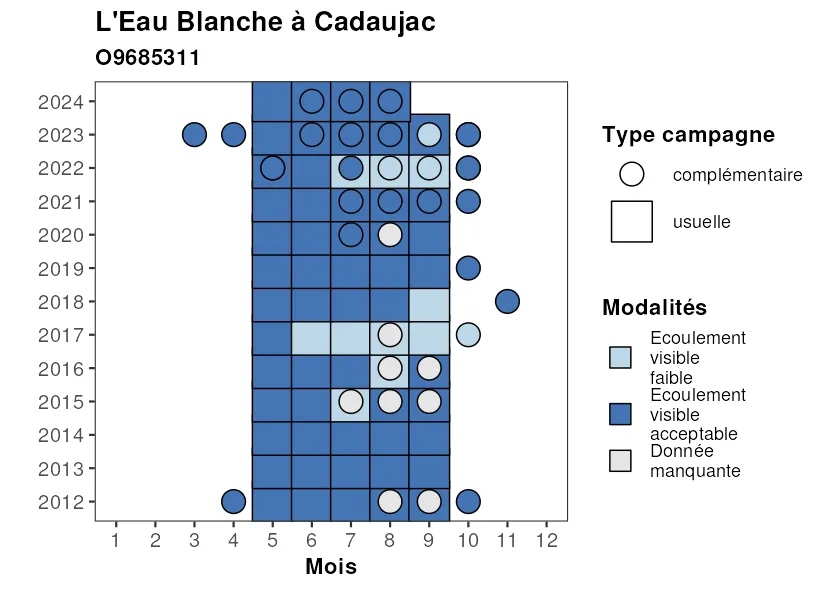 L'Eau Blanche à Cadaujac
O9685311
2024
2023
2022
2021
2020
2019
2018
2017
2016
2015
2014
2013
2012
1 2 3 4 5 6 7 8 9 10 11 12
Mois
Type campagne
complémentaire
usuelle
Modalités
Ecoulement
visible
faible
Ecoulement
visible
acceptable
Donnée
manquante